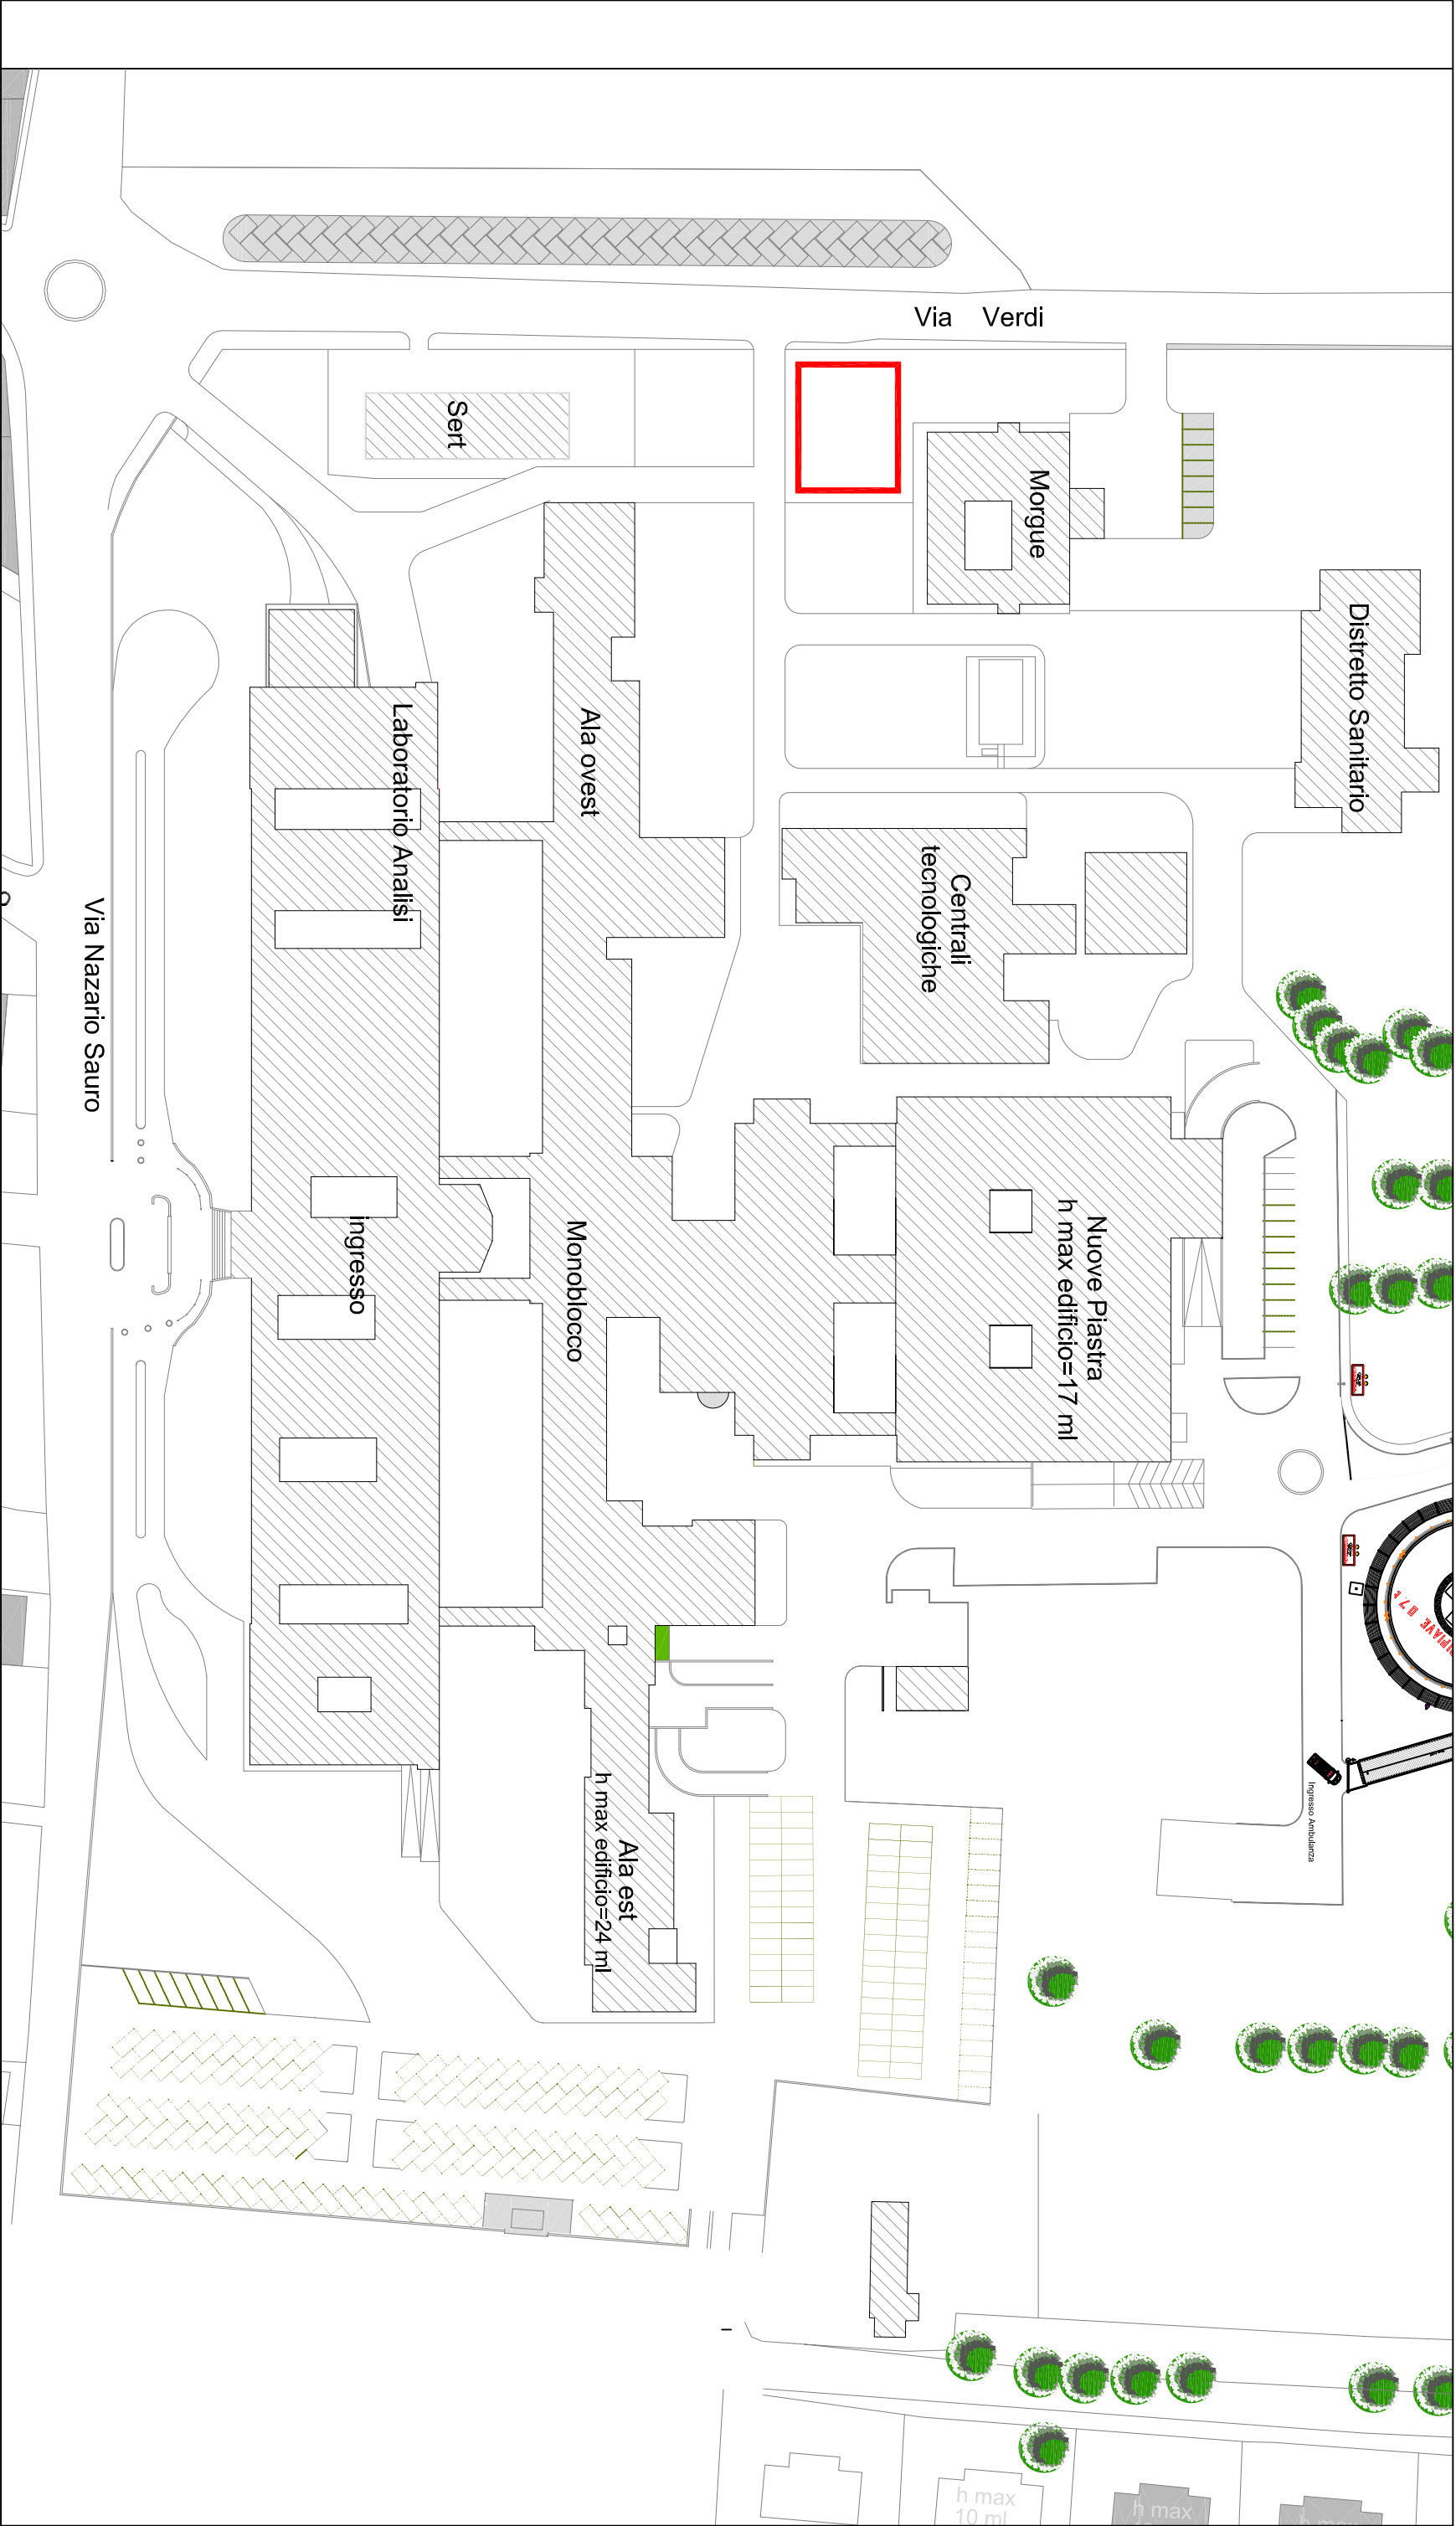 Via Verdi
Sert
Morgue
Distretto Sanitario
Laboratorio Analisi
Ala ovest
Centrali
tecnologiche
Via Nazario Sauro
ingresso
Monoblocco
Nuove Piastra
h max edificio=17 ml
Ala est
h max edificio=24 ml
Ingresso Ambulanza
h max
10 ml
h max
h max